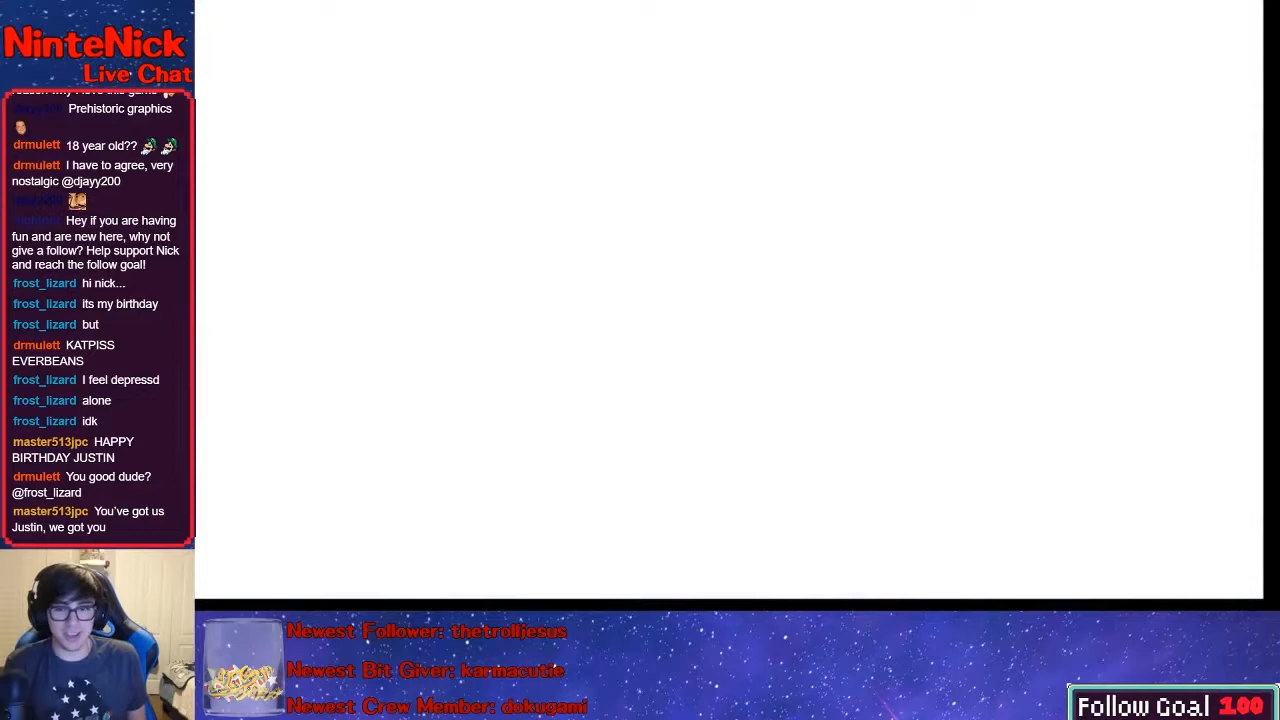 NinteNick
Live Chat
Prehistoric graphics
drmulett 18 year old??
drmulett I have to agree, very
nostalgic @djayy200
Hey if you are having
fun and are new here, why not
give a follow? Help support Nick
and reach the follow goal!
frost_lizard hi nick...
frost_lizard its my birthday
frost_lizard but
drmulett KATPISS
EVERBEANS
frost_lizard I feel depressd
frost_lizard alone
frost_lizard idk
master513jpc HAPPY
BIRTHDAY JUSTIN
drmulett You good dude?
@frost_lizard
master513jpc You've got us
Justin, we got you
Newest Follower: thetrolljesus
Newest Bit Giver: karmacutie
Newest Crew Member: dokugami
Follow Goal 100